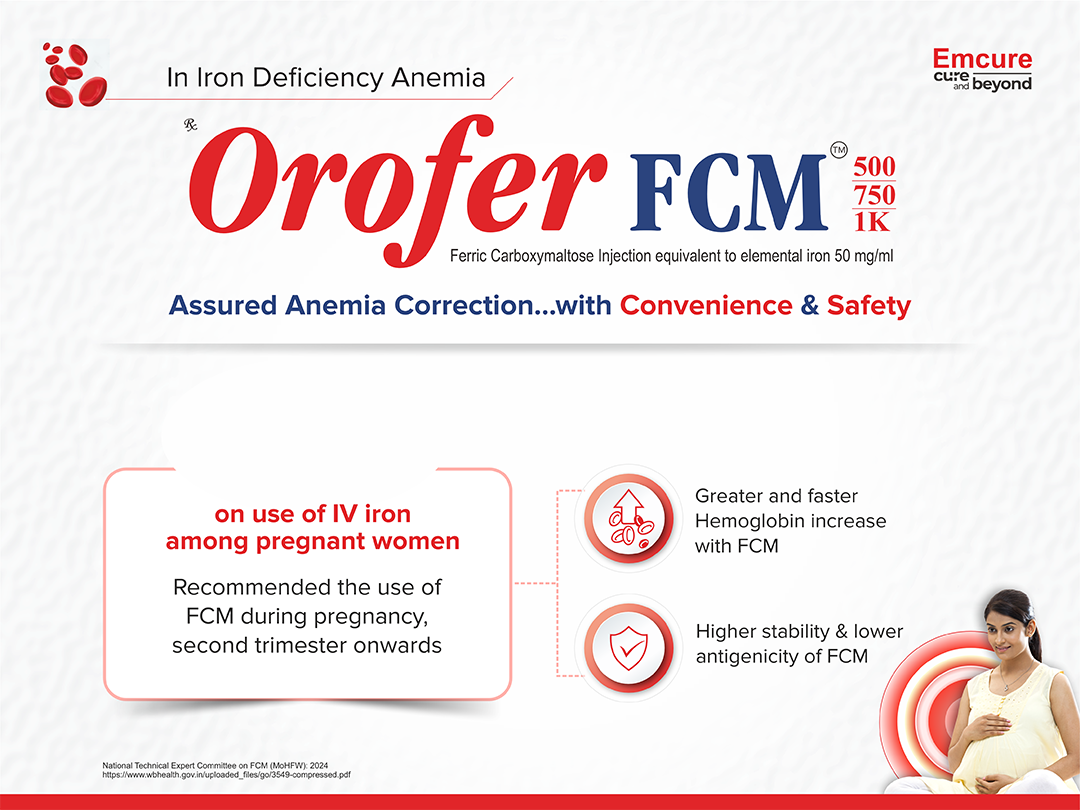 In Iron Deficiency Anemia
Emcure
cure
and beyond
Rx
Orofer FCM TM
500
750
1K
Ferric Carboxymaltose Injection equivalent to elemental iron 50 mg/ml
Assured Anemia Correction...with Convenience & Safety
on use of IV iron
among pregnant women
Recommended the use of
FCM during pregnancy,
second trimester onwards
Greater and faster
Hemoglobin increase
with FCM
Higher stability & lower
antigenicity of FCM
National Technical Expert Committee on FCM (MoHFW): 2024
https://www.wbhealth.gov.in/uploaded_files/go/3549-compressed.pdf